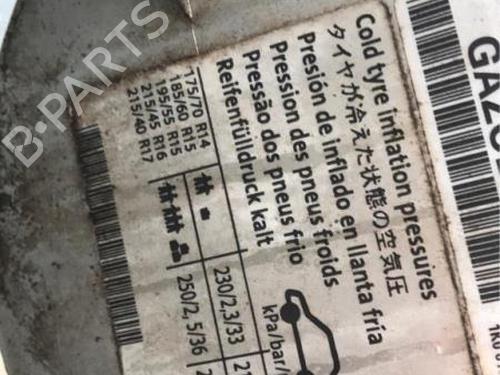 Cold tyre inflation pressures
タイヤが冷えた状態の空気圧
Presión de inflado en llanta fria
Pression des pneus froids
Pressão dos pneus frio
Reifenfülldruck kalt
175/70 R14
185/60 R15
195/55 R15
215/45 R16
215/40 R17
kPa/bar/
230/2,3/33
250/2,5/36
B-PARTS